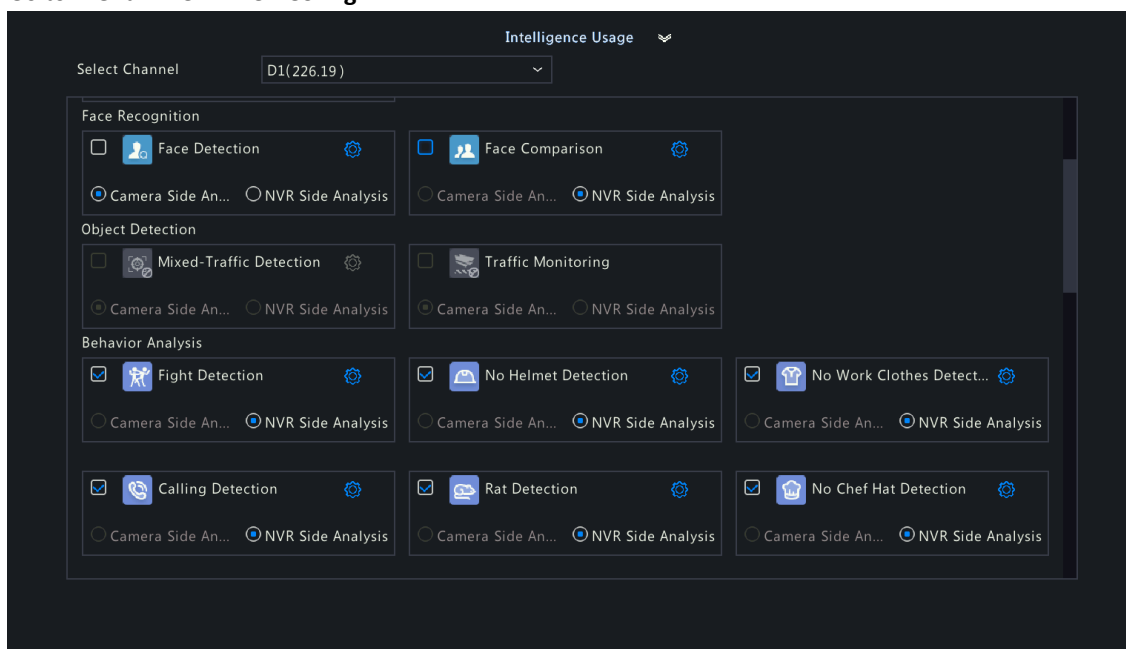 Intelligence Usage
Select Channel D1(226.19)
Face Recognition
Face Detection Face Comparison
Camera Side An... NVR Side Analysis Camera Side An... NVR Side Analysis
Object Detection
Mixed-Traffic Detection Traffic Monitoring
Camera Side An... NVR Side Analysis Camera Side An... NVR Side Analysis
Behavior Analysis
Fight Detection No Helmet Detection No Work Clothes Detect...
Camera Side An... NVR Side Analysis Camera Side An... NVR Side Analysis Camera Side An... NVR Side Analysis
Calling Detection Rat Detection No Chef Hat Detection
Camera Side An... NVR Side Analysis Camera Side An... NVR Side Analysis Camera Side An... NVR Side Analysis